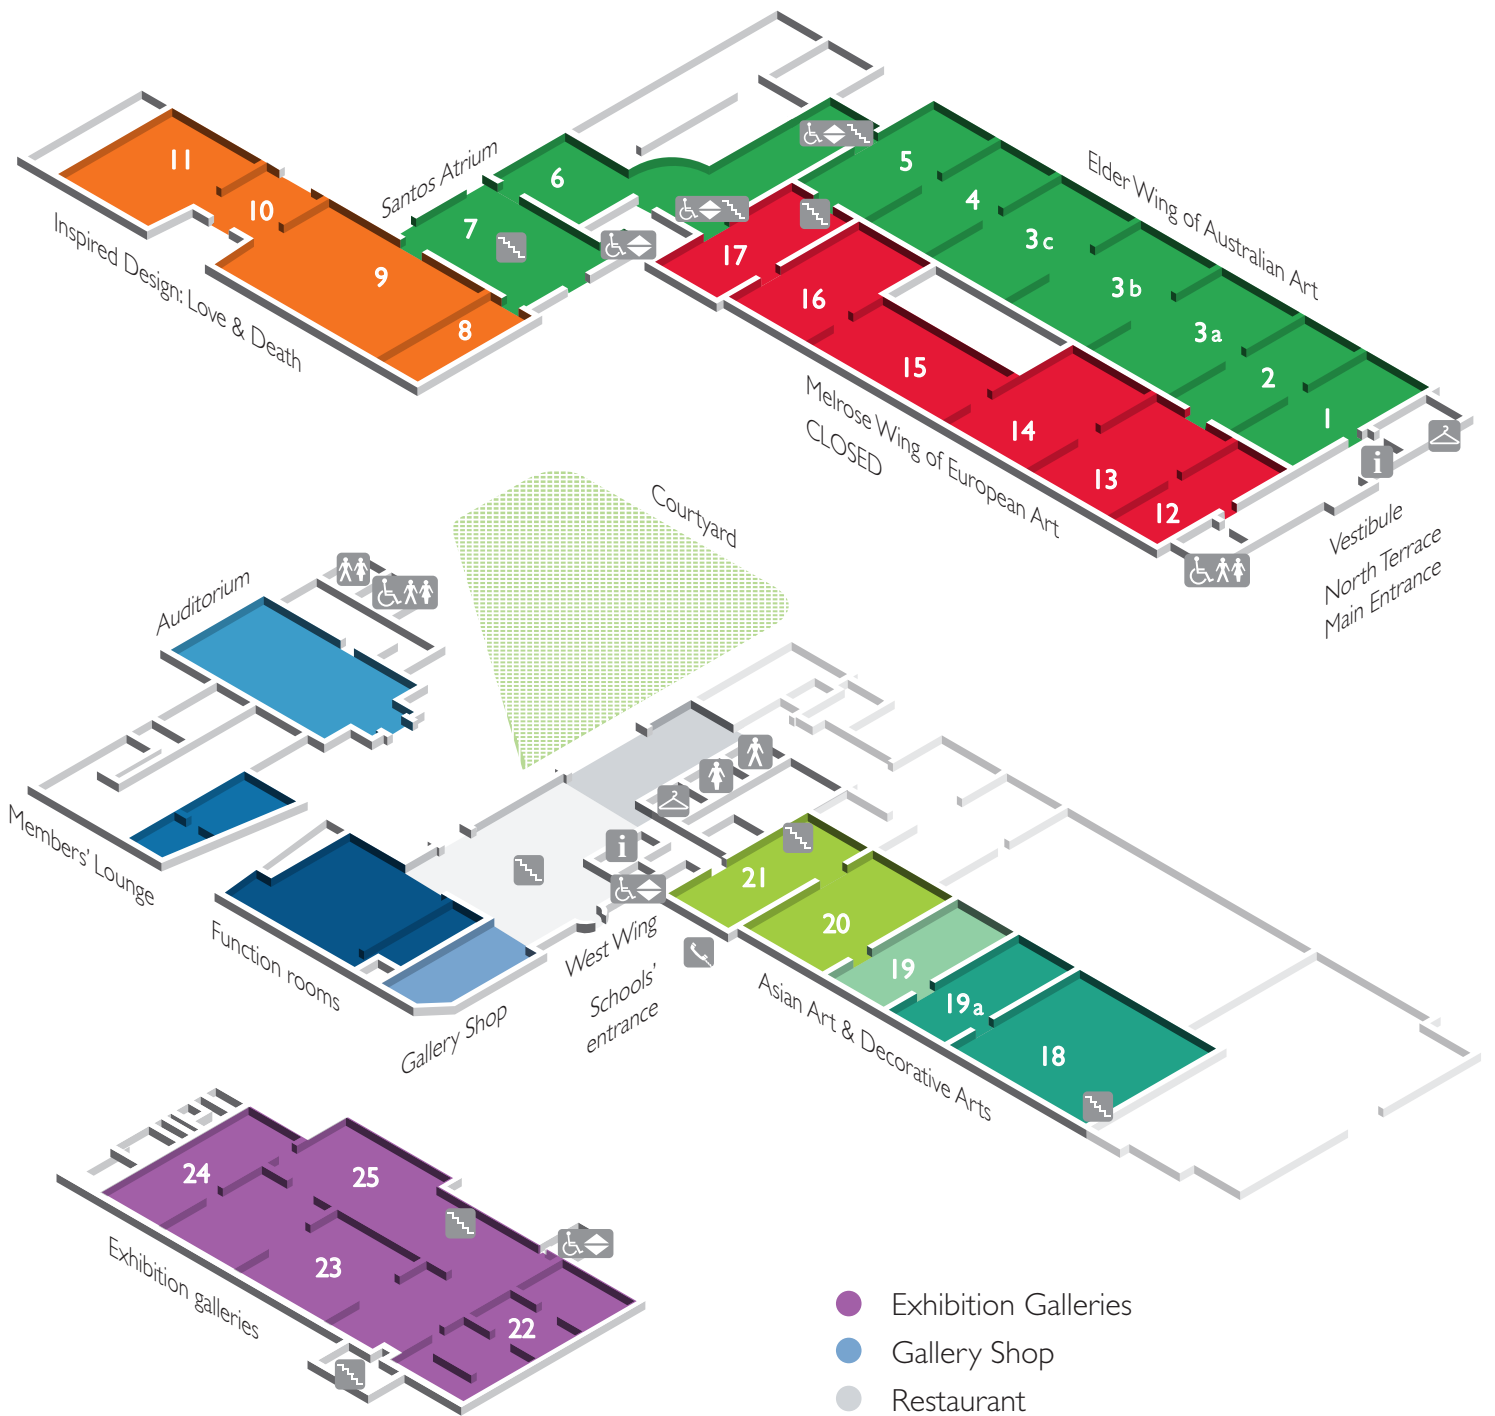 11
10
9
8
Inspired Design: Love & Death
Santos Atrium
6
7
17
16
15
14
13
12
Melrose Wing of European Art
CLOSED
5
4
3c
3b
3a
2
1
Elder Wing of Australian Art
i
Vestibule
North Terrace
Main Entrance
Courtyard
Auditorium
Members' Lounge
Function rooms
Gallery Shop
i
West Wing
Schools'
entrance
21
20
19
19a
18
Asian Art & Decorative Arts
24
25
23
22
Exhibition galleries
Exhibition Galleries
Gallery Shop
Restaurant